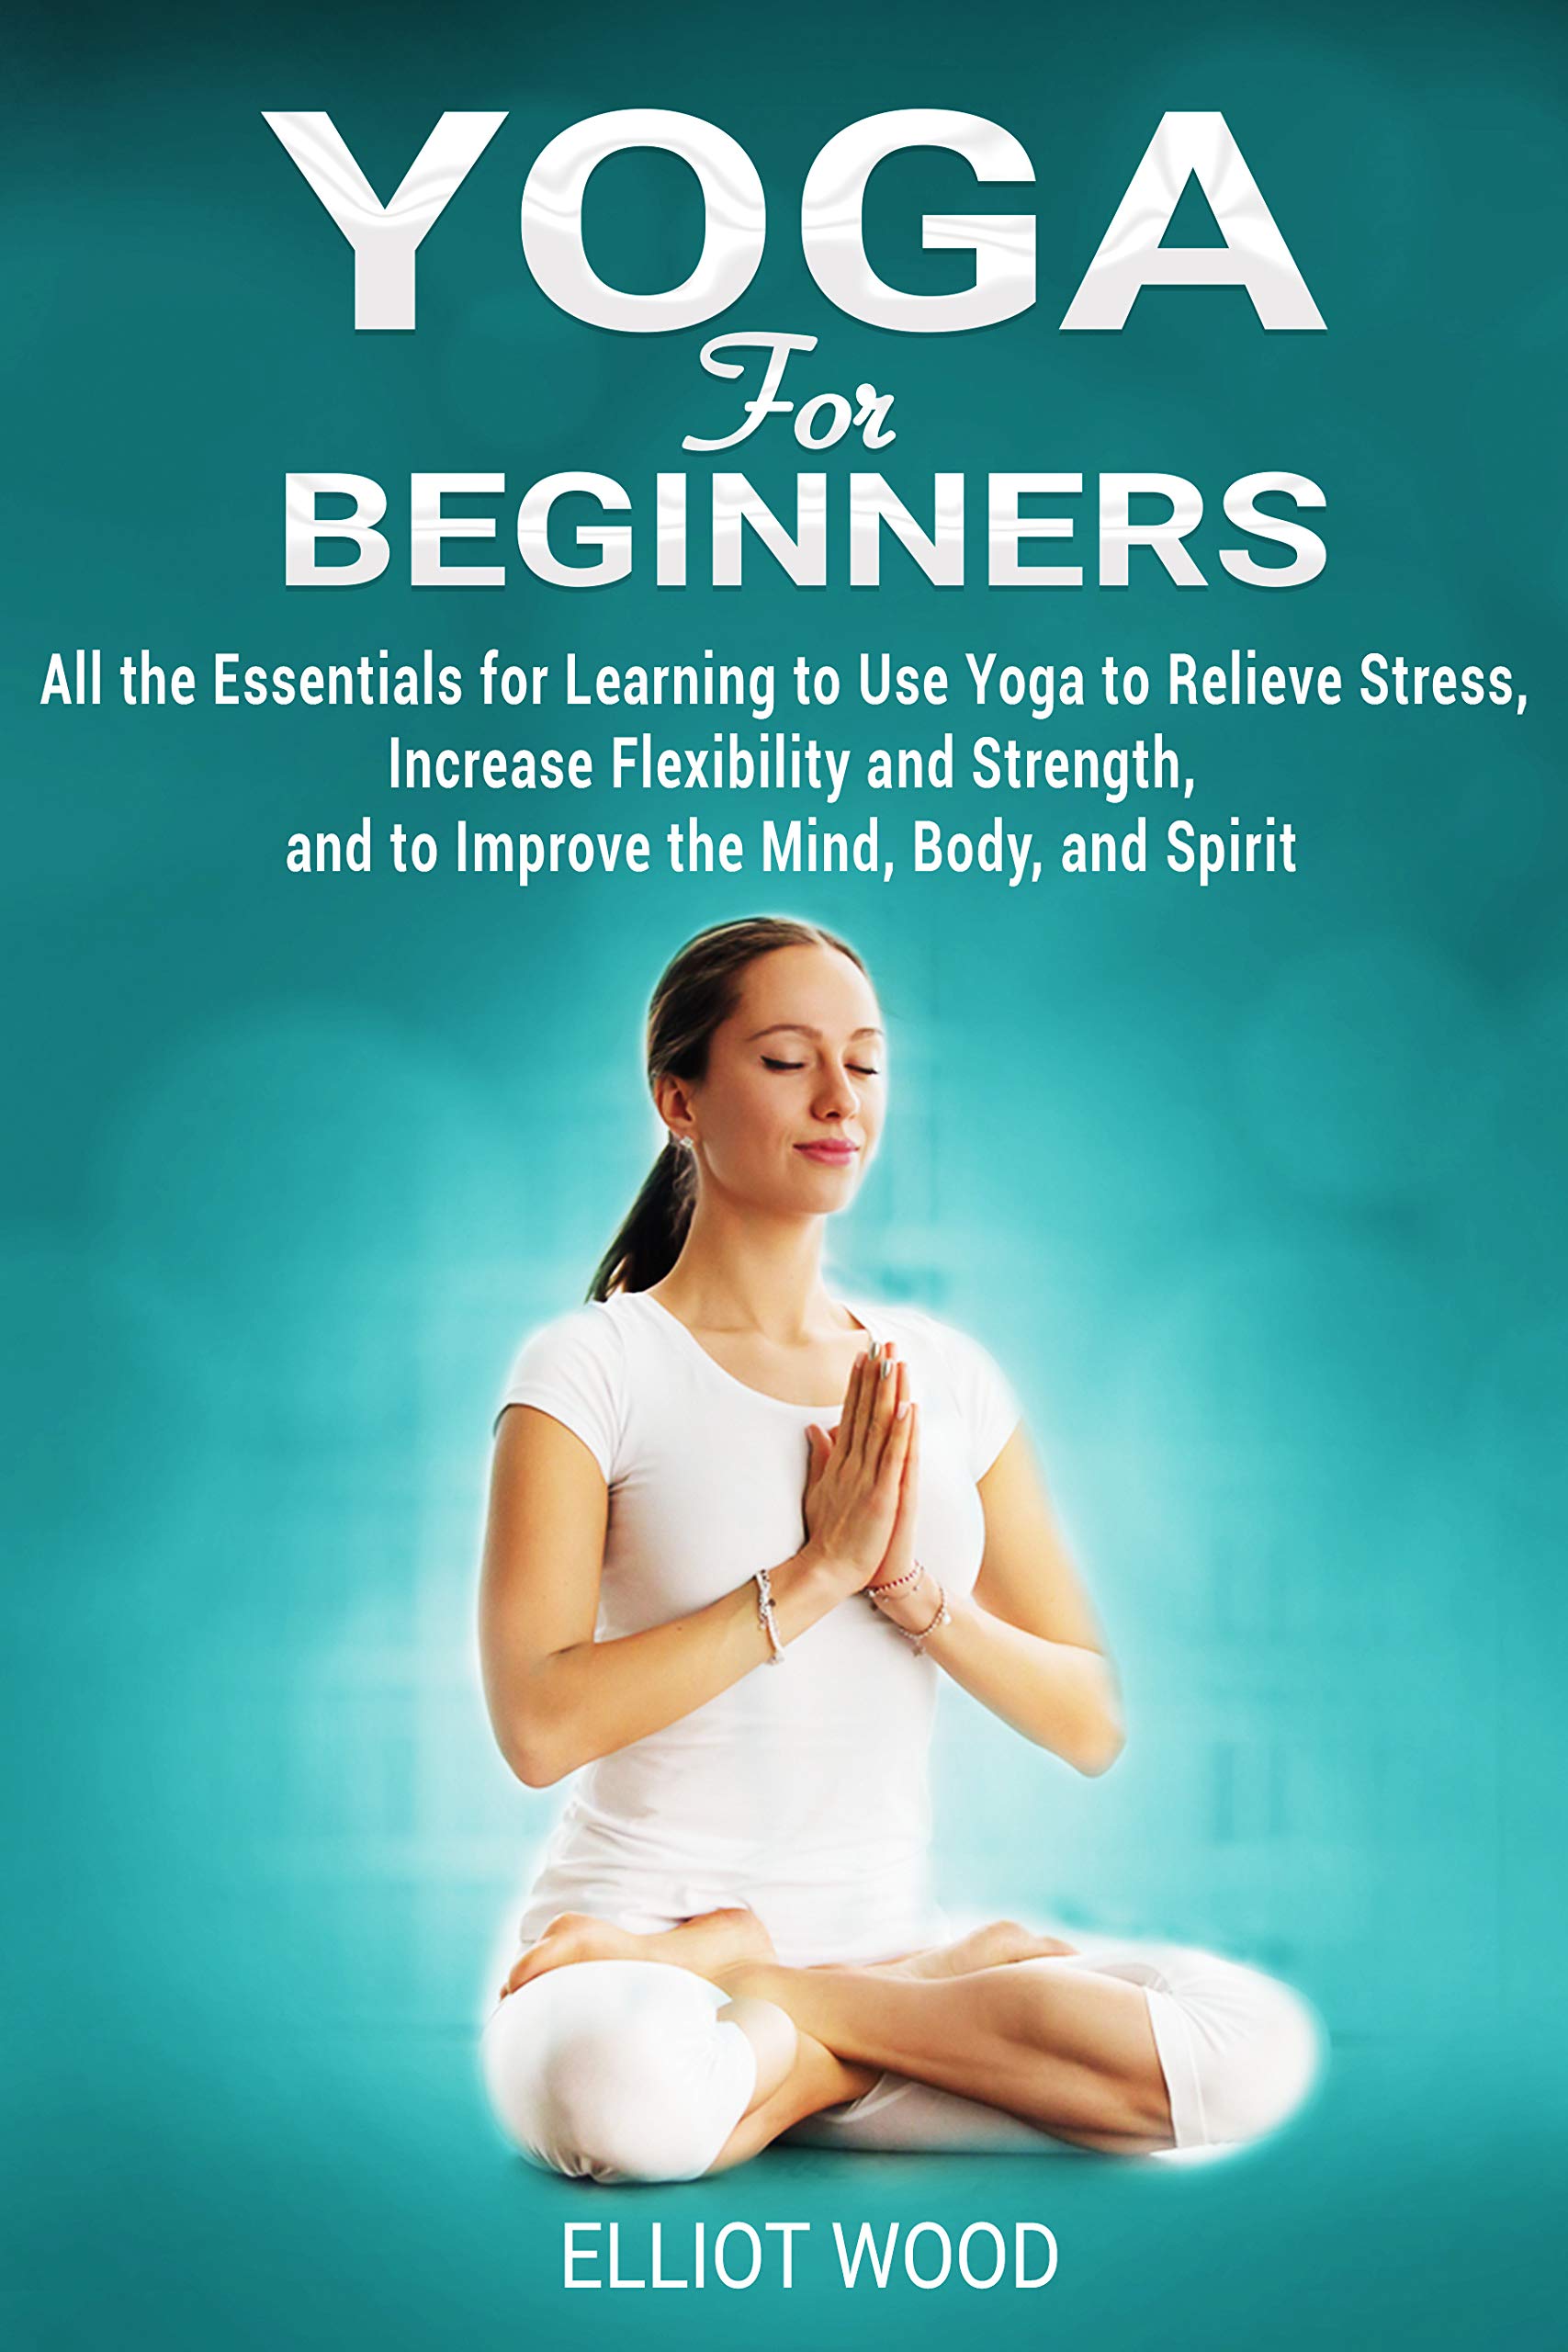 YOGA
For
BEGINNERS
All the Essentials for Learning to Use Yoga to Relieve Stress,
Increase Flexibility and Strength,
and to Improve the Mind, Body, and Spirit
ELLIOT WOOD